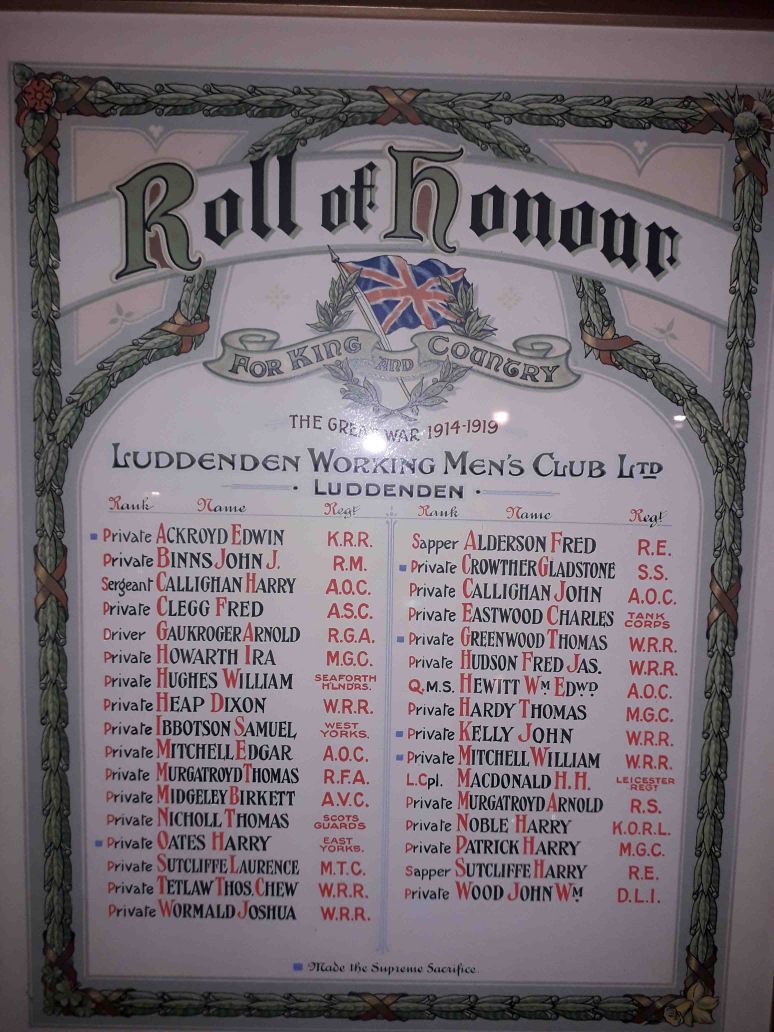 Roll of Honour
FOR KING AND COUNTRY
THE GREAT WAR 1914-1919
LUDDENDEN WORKING MEN'S CLUB LTD
· LUDDENDEN ·
Rank Name Regt
Private ACKROYD EDWIN K.R.R.
Private BINNS JOHN J. R.M.
Sergeant CALLIGHAN HARRY A.O.C.
Private CLEGG FRED A.S.C.
Driver GAUKROGER ARNOLD R.G.A.
Private HOWARTH IRA M.G.C.
Private HUGHES WILLIAM SEAFORTH HLNDRS.
Private HEAP DIXON W.R.R.
Private IBBOTSON SAMUEL WEST YORKS.
Private MITCHELL EDGAR A.O.C.
Private MURGATROYD THOMAS R.F.A.
Private MIDGELEY BIRKETT A.V.C.
Private NICHOLL THOMAS SCOTS GUARDS
Private OATES HARRY EAST YORKS.
Private SUTCLIFFE LAURENCE M.T.C.
Private TETLAW THOS. CHEW W.R.R.
Private WORMALD JOSHUA W.R.R.
Rank Name Regt
Sapper ALDERSON FRED R.E.
Private CROWTHER GLADSTONE S.S.
Private CALLIGHAN JOHN A.O.C.
Private EASTWOOD CHARLES TANK CORPS
Private GREENWOOD THOMAS W.R.R.
Private HUDSON FRED JAS. W.R.R.
Q.M.S. HEWITT WM EDWD A.O.C.
Private HARDY THOMAS M.G.C.
Private KELLY JOHN W.R.R.
Private MITCHELL WILLIAM W.R.R.
L.Cpl. MACDONALD H.H. LEICESTER REGT
Private MURGATROYD ARNOLD R.S.
Private NOBLE HARRY K.O.R.L.
Private PATRICK HARRY M.G.C.
Sapper SUTCLIFFE HARRY R.E.
Private WOOD JOHN WM D.L.I.
Made the Supreme Sacrifice.